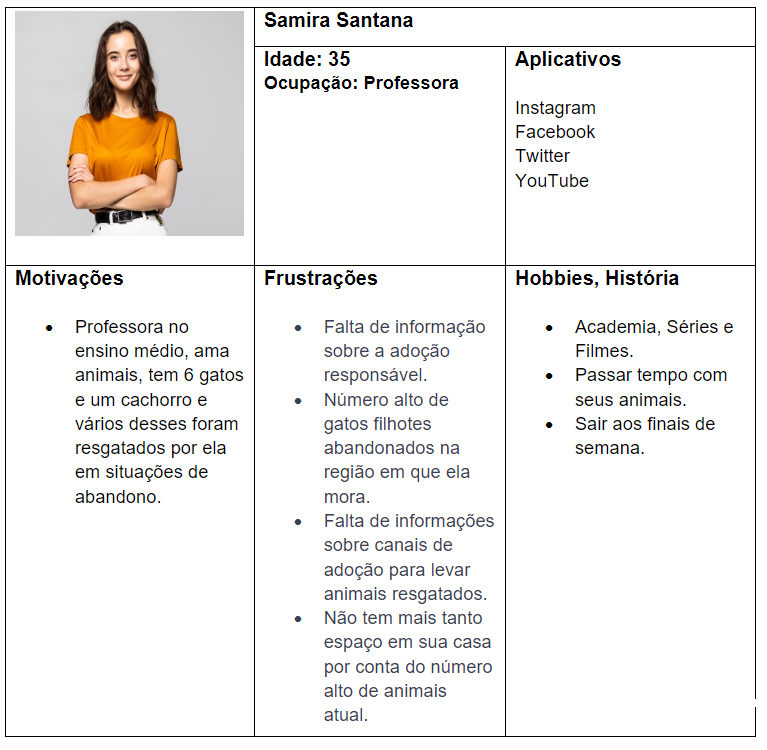 Samira Santana
Idade: 35
Ocupação: Professora
Aplicativos
Instagram
Facebook
Twitter
YouTube
Motivações
• Professora no
ensino médio, ama
animais, tem 6 gatos
e um cachorro e
vários desses foram
resgatados por ela
em situações de
abandono.
Frustrações
• Falta de informação
sobre a adoção
responsável.
• Número alto de
gatos filhotes
abandonados na
região em que ela
mora.
• Falta de informações
sobre canais de
adoção para levar
animais resgatados.
• Não tem mais tanto
espaço em sua casa
por conta do número
alto de animais
atual.
Hobbies, História
• Academia, Séries e
Filmes.
• Passar tempo com
seus animais.
• Sair aos finais de
semana.